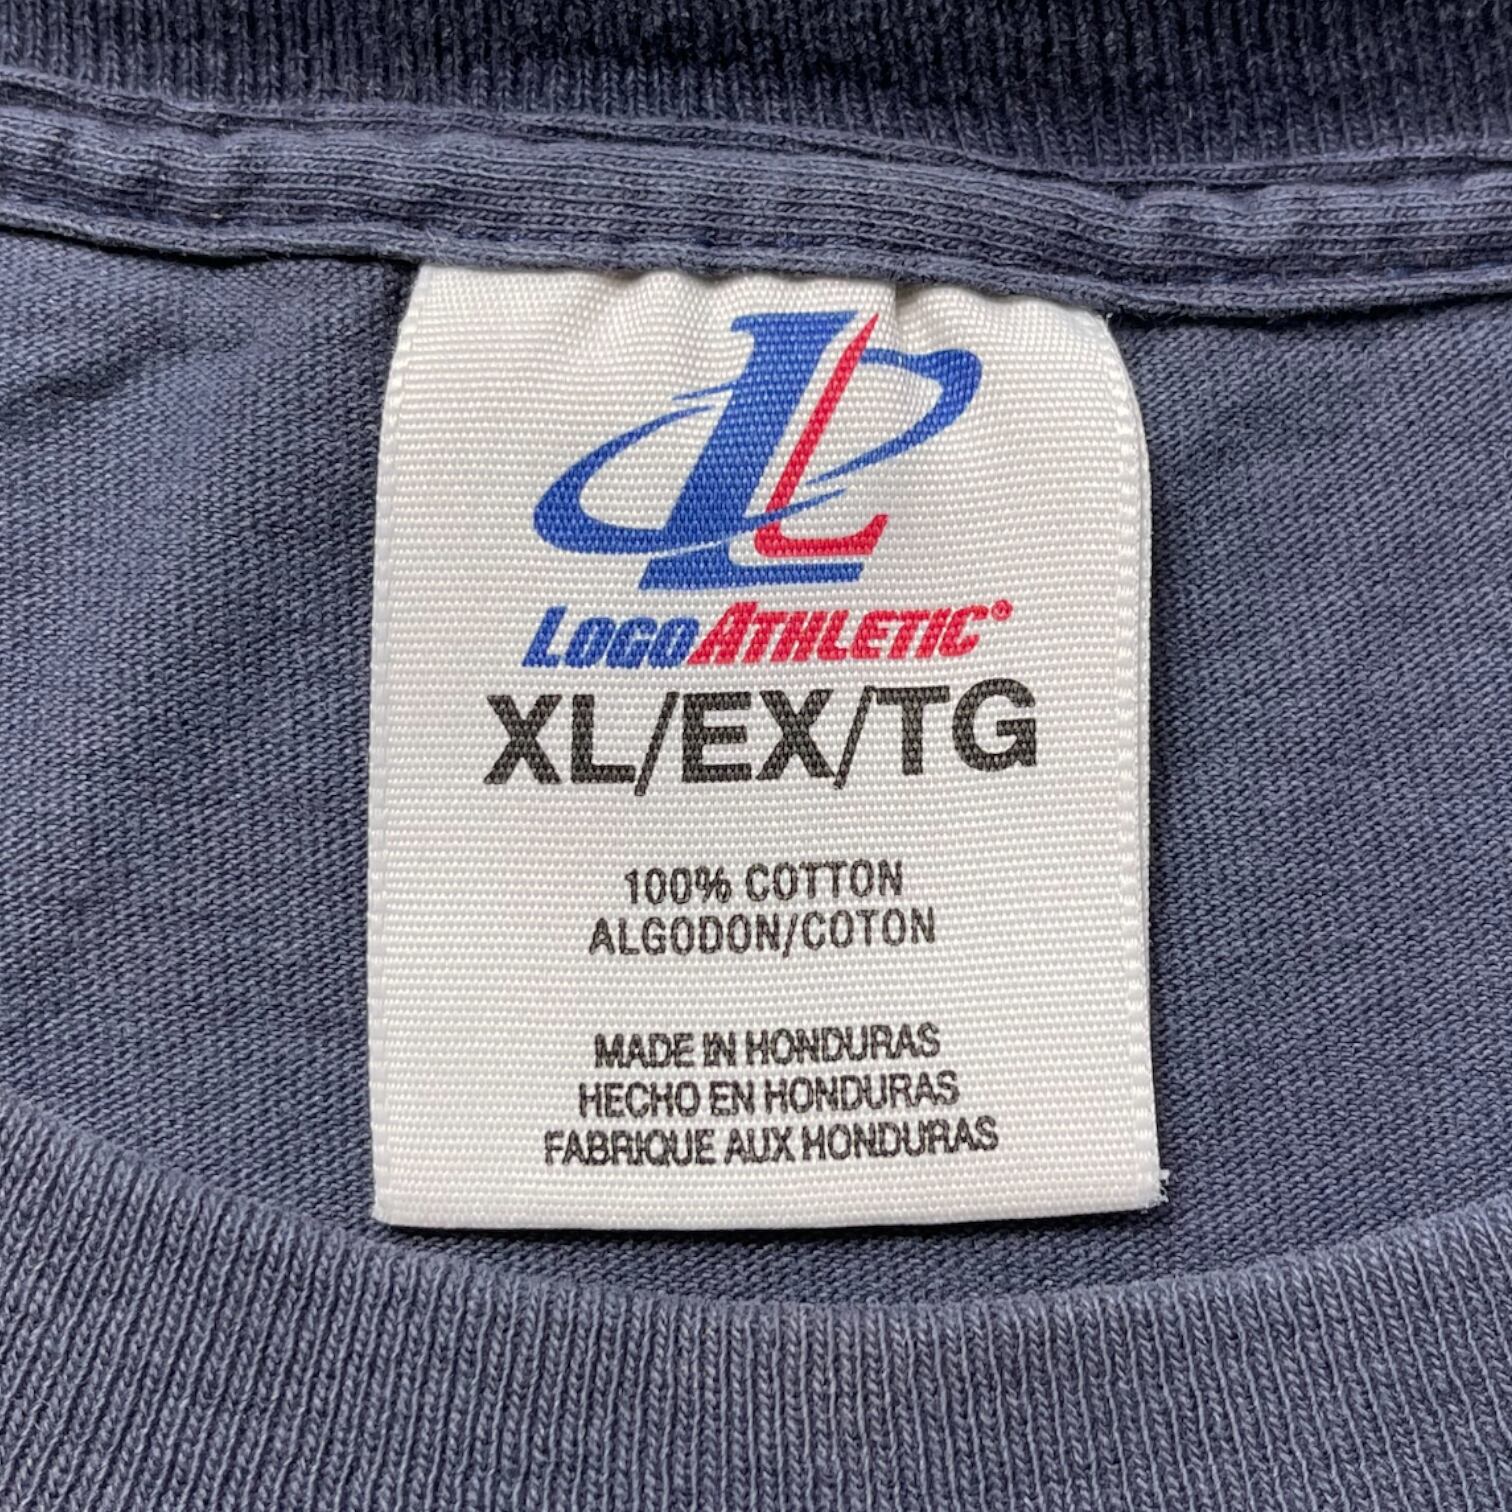 LOGOATHLETIC®
XL/EX/TG
100% COTTON
ALGODON/COTON
MADE IN HONDURAS
HECHO EN HONDURAS
FABRIQUE AUX HONDURAS